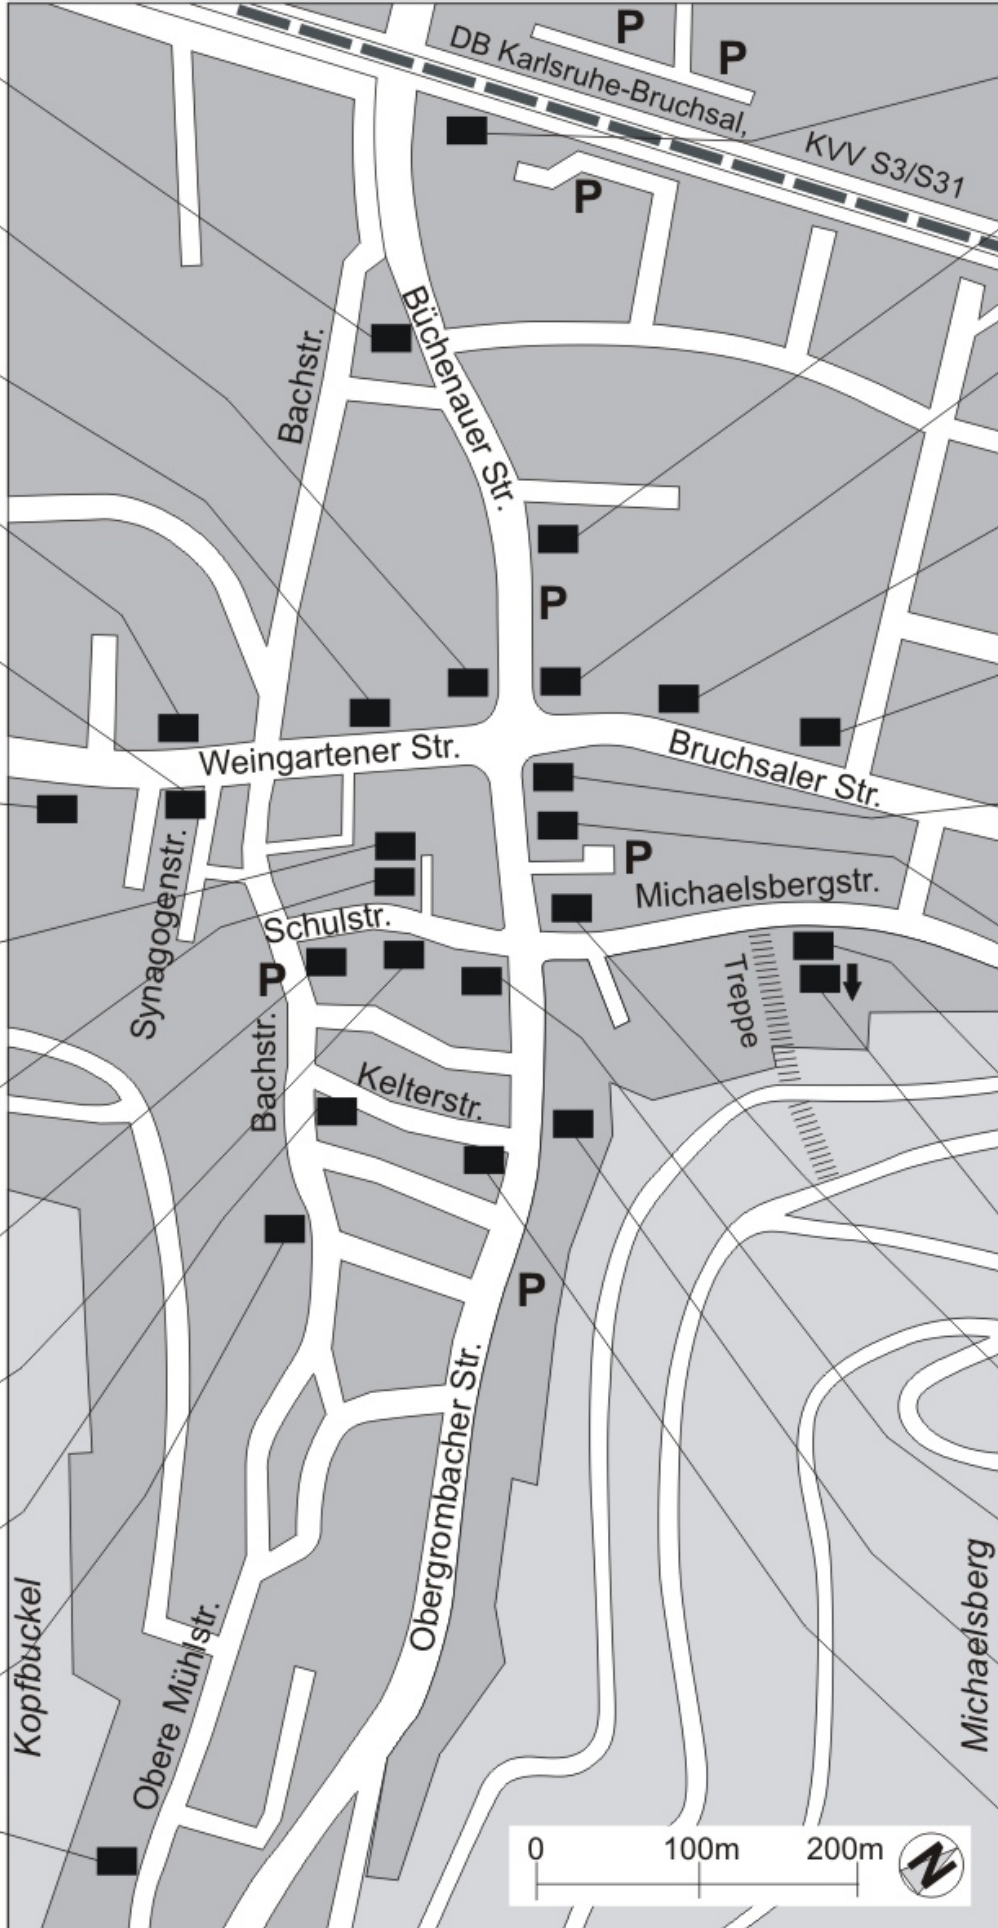 P
P
DB Karlsruhe-Bruchsal,
KVV S3/S31
P
Büchenauer Str.
Bachstr.
P
Weingartener Str.
Bruchsaler Str.
Synagogenstr.
P
Michaelsbergstr.
Schulstr.
P
Treppe
Bachstr.
Kelterstr.
P
Obergrombacher Str.
Kopfbuckel
Obere Mühlstr.
Michaelsberg
0 100m 200m
N